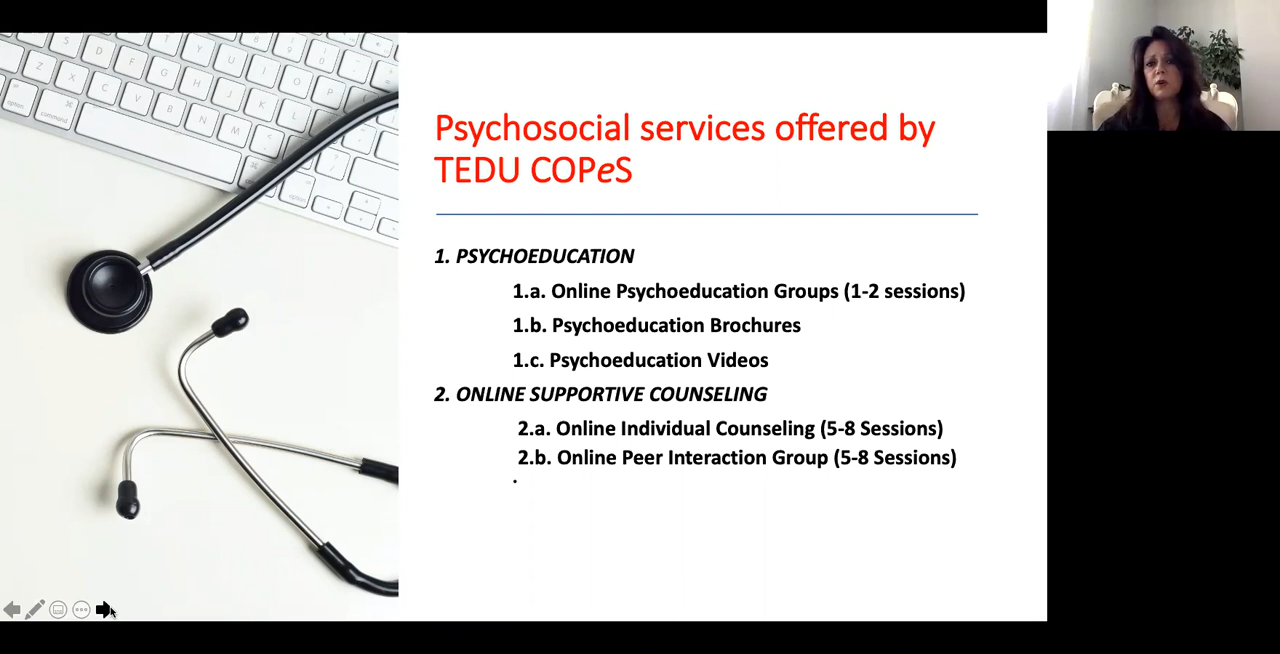 Psychosocial services offered by
TEDU COPeS
1. PSYCHOEDUCATION
1.a. Online Psychoeducation Groups (1-2 sessions)
1.b. Psychoeducation Brochures
1.c. Psychoeducation Videos
2. ONLINE SUPPORTIVE COUNSELING
2.a. Online Individual Counseling (5-8 Sessions)
2.b. Online Peer Interaction Group (5-8 Sessions)